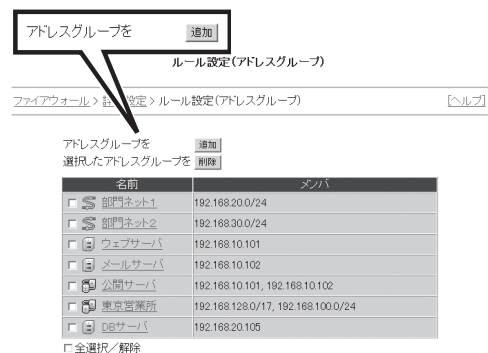 アドレスグループを 追加
ルール設定(アドレスグループ)
ファイアウォール > 設定 > ルール設定(アドレスグループ) [ヘルプ]
アドレスグループを 追加
選択したアドレスグループを 削除
名前 メンバ
部門ネット1 192.168.20.0/24
部門ネット2 192.168.30.0/24
ウェブサーバ 192.168.10.101
メールサーバ 192.168.10.102
公開サーバ 192.168.10.101, 192.168.10.102
東京営業所 192.168.128.0/17, 192.168.100.0/24
DBサーバ 192.168.20.105
全選択／解除